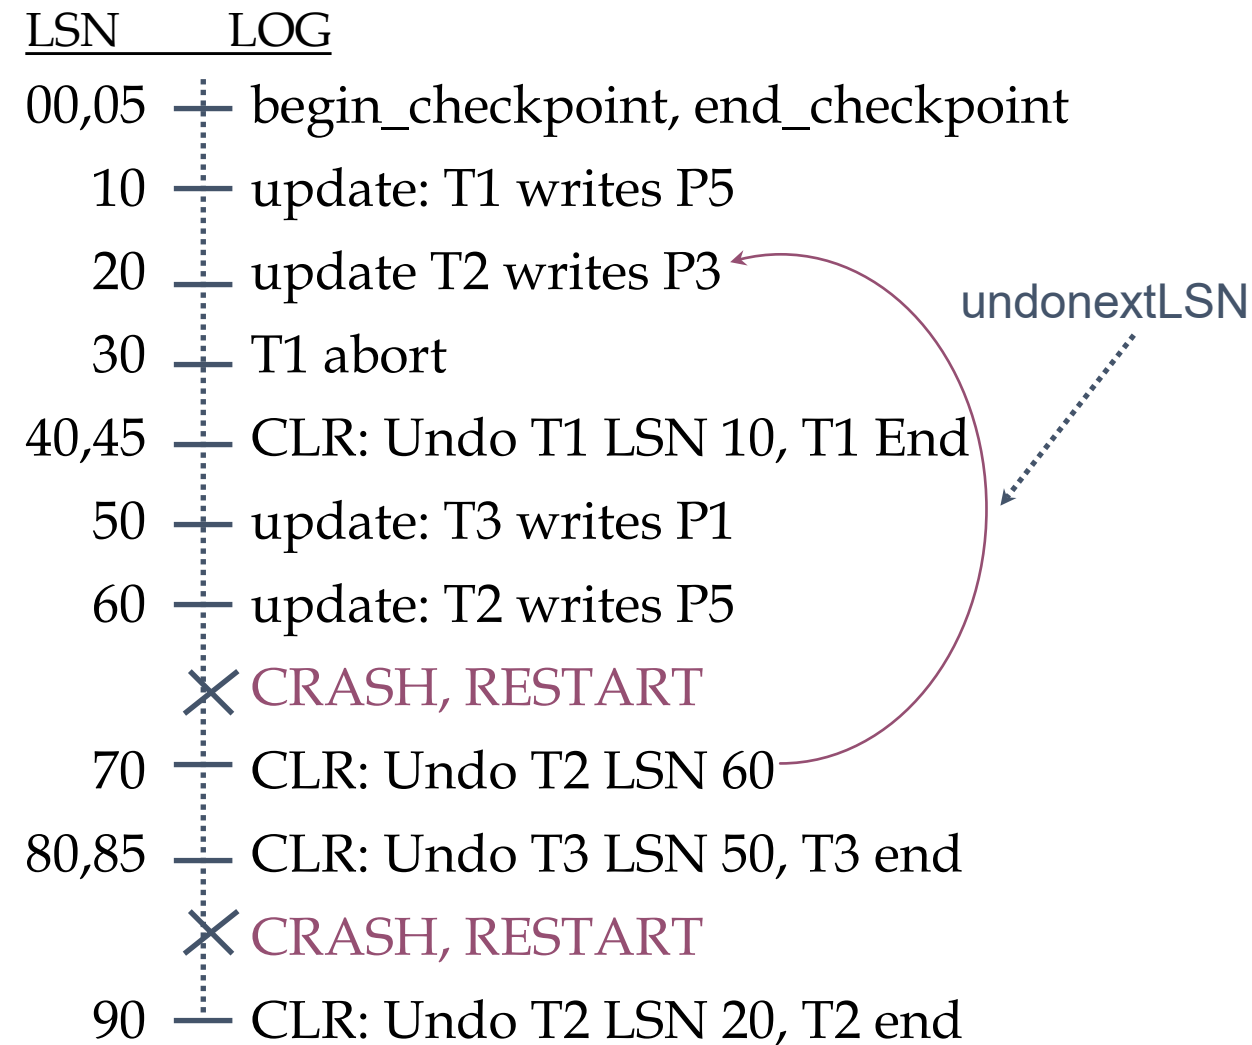 LSN LOG
00,05 begin_checkpoint, end_checkpoint
10 update: T1 writes P5
20 update T2 writes P3
undonextLSN
30 T1 abort
40,45 CLR: Undo T1 LSN 10, T1 End
50 update: T3 writes P1
60 update: T2 writes P5
CRASH, RESTART
70 CLR: Undo T2 LSN 60
80,85 CLR: Undo T3 LSN 50, T3 end
CRASH, RESTART
90 CLR: Undo T2 LSN 20, T2 end